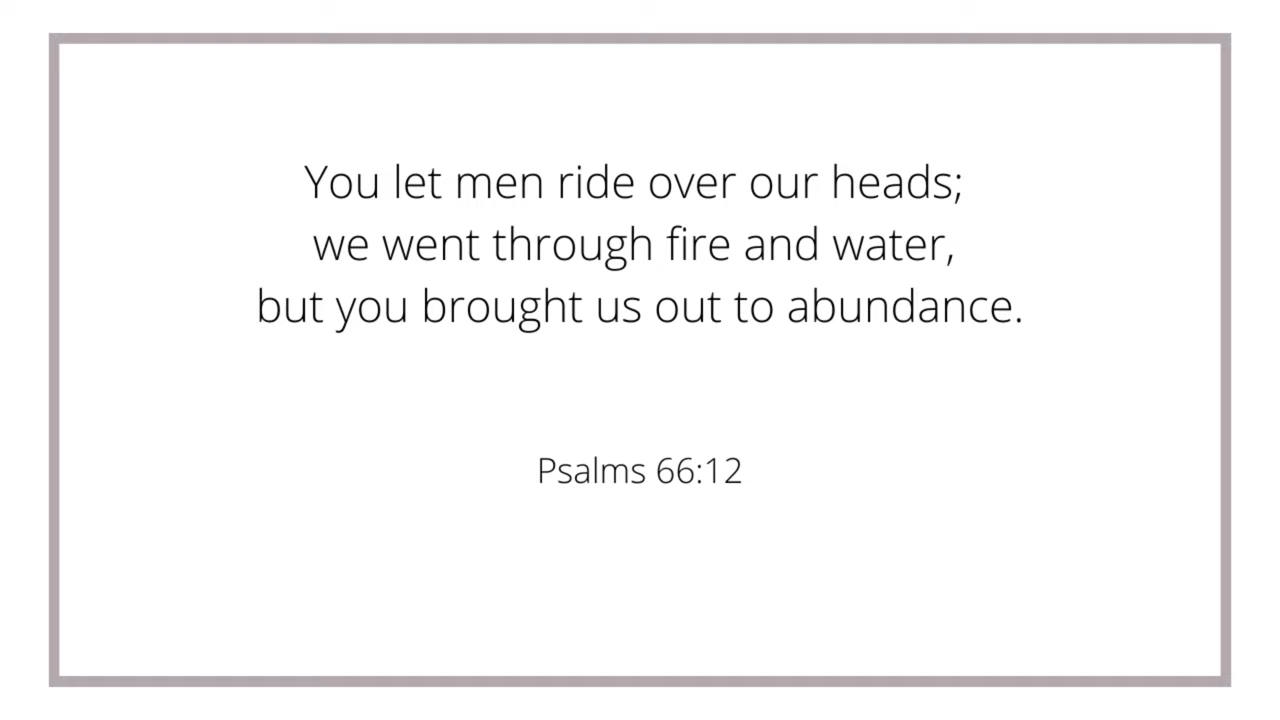 You let men ride over our heads;
we went through fire and water,
but you brought us out to abundance.
Psalms 66:12